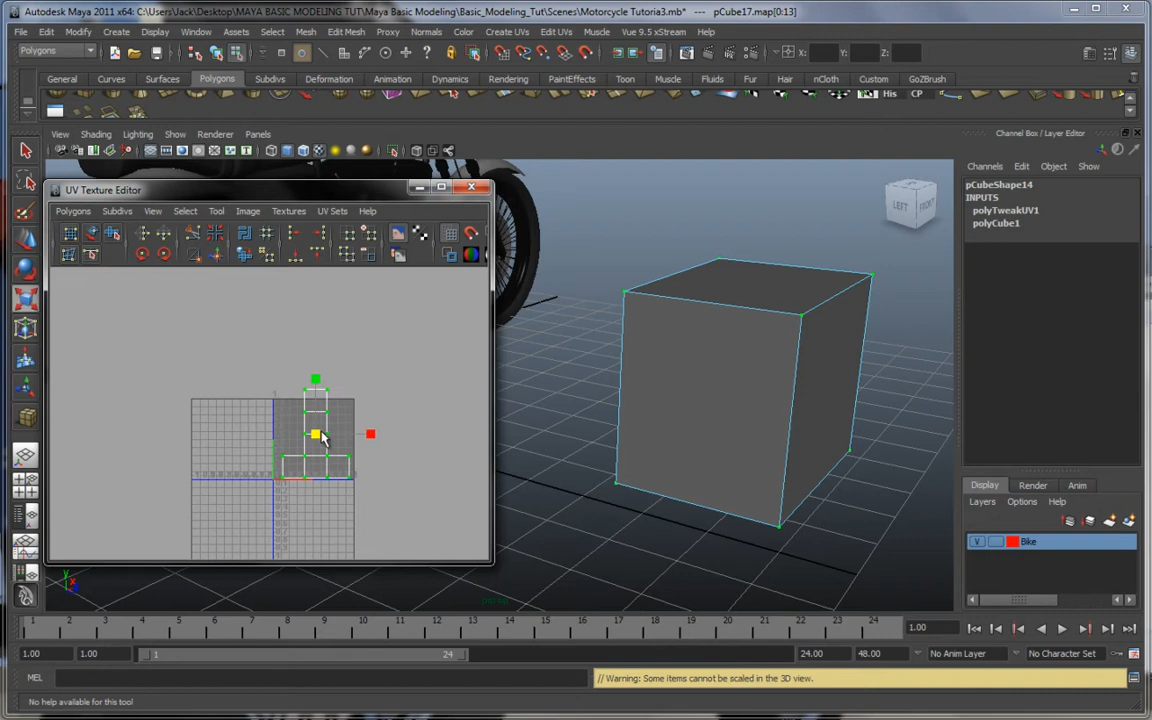 Autodesk Maya 2011 x64: C:\Users\Jack\Desktop\MAYA BASIC MODELING TUT\Maya Basic Modeling\Basic_Modeling_Tut\Scenes\Motorcycle Tutoria3.mb* --- pCube17.map[0:13]
File Edit Modify Create Display Window Assets Select Mesh Edit Mesh Proxy Normals Color Create UVs Edit UVs Muscle Vue 9.5 xStream Help
Polygons X: Y: Z:
General Curves Surfaces Polygons Subdivs Deformation Animation Dynamics Rendering PaintEffects Toon Muscle Fluids Fur Hair nCloth Custom GoZBrush
His CP
View Shading Lighting Show Renderer Panels
Channel Box / Layer Editor
Channels Edit Object Show
pCubeShape14
INPUTS
polyTweakUV1
polyCube1
LEFT FRONT
UV Texture Editor
Polygons Subdivs View Select Tool Image Textures UV Sets Help
Display Render Anim
Layers Options Help
V Bike
1 2 3 4 5 6 7 8 9 10 11 12 13 14 15 16 17 18 19 20 21 22 23 24 1.00
1.00 1.00 1 24 24.00 48.00 No Anim Layer No Character Set
MEL // Warning: Some items cannot be scaled in the 3D view.
No help available for this tool